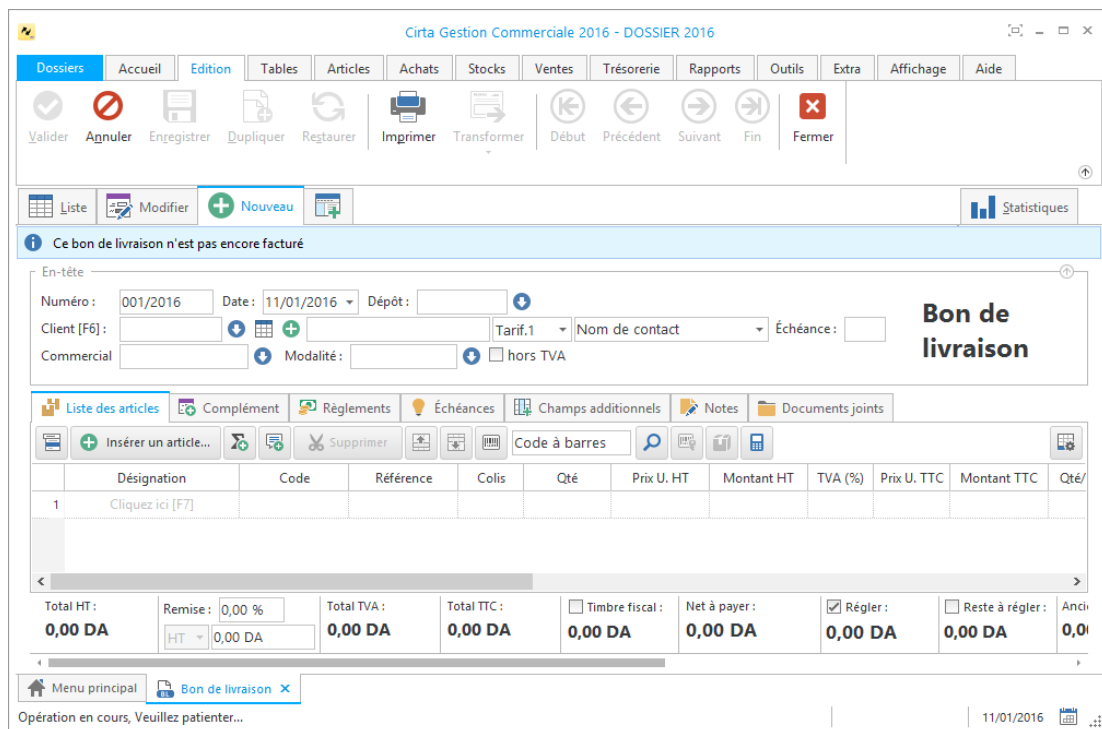 Cirta Gestion Commerciale 2016 - DOSSIER 2016
Dossiers Accueil Edition Tables Articles Achats Stocks Ventes Trésorerie Rapports Outils Extra Affichage Aide
Valider Annuler Enregistrer Dupliquer Restaurer Imprimer Transformer Début Précédent Suivant Fin Fermer
Liste Modifier Nouveau Statistiques
Ce bon de livraison n'est pas encore facturé
En-tête
Numéro : 001/2016 Date : 11/01/2016 Dépôt :
Client [F6] : Tarif.1 Nom de contact Échéance :
Commercial Modalité : hors TVA
Bon de
livraison
Liste des articles Complément Règlements Échéances Champs additionnels Notes Documents joints
Insérer un article... Supprimer Code à barres
Désignation Code Référence Colis Qté Prix U. HT Montant HT TVA (%) Prix U. TTC Montant TTC Qté/
1 Cliquez ici [F7]
Total HT : Remise : 0,00 % Total TVA : Total TTC : Timbre fiscal : Net à payer : Régler : Reste à régler : Anci
0,00 DA HT 0,00 DA 0,00 DA 0,00 DA 0,00 DA 0,00 DA 0,00 DA 0,00 DA 0,0
Menu principal BL Bon de livraison
Opération en cours, Veuillez patienter... 11/01/2016